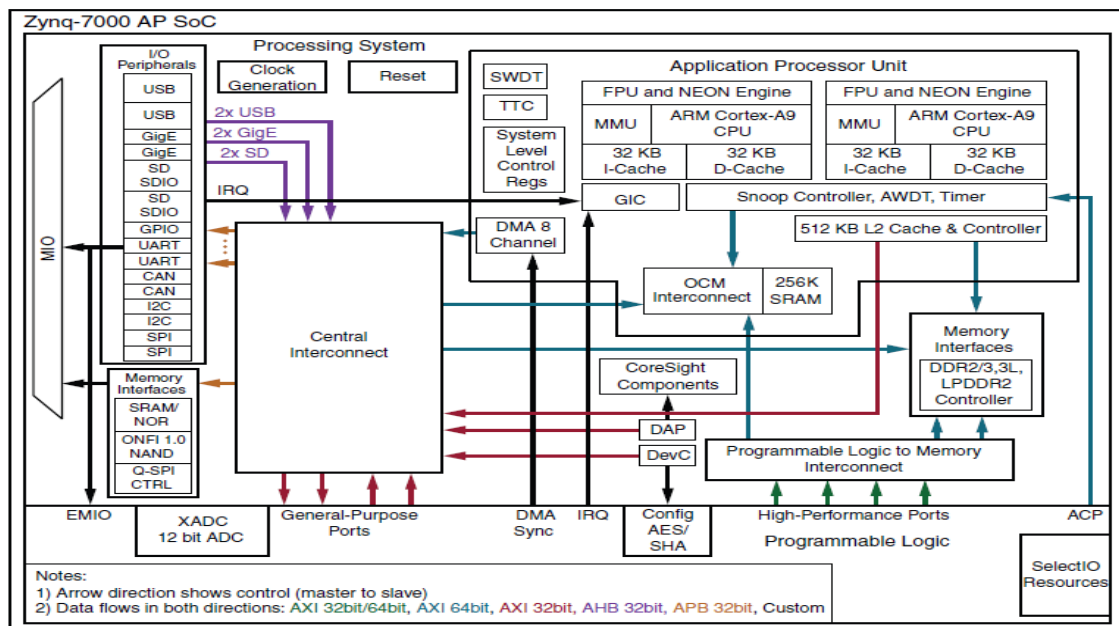 Zynq-7000 AP SoC
I/O
Peripherals
USB
USB
GigE
GigE
SD
SDIO
SD
SDIO
GPIO
UART
UART
CAN
CAN
I2C
I2C
SPI
SPI
MIO
Memory
Interfaces
SRAM/
NOR
ONFI 1.0
NAND
Q-SPI
CTRL
Processing System
Clock
Generation
Reset
2x USB
2x GigE
2x SD
IRQ
Central
Interconnect
Application Processor Unit
SWDT
TTC
System
Level
Control
Regs
FPU and NEON Engine
MMU
ARM Cortex-A9
CPU
32 KB
I-Cache
32 KB
D-Cache
FPU and NEON Engine
MMU
ARM Cortex-A9
CPU
32 KB
I-Cache
32 KB
D-Cache
GIC
Snoop Controller, AWDT, Timer
DMA 8
Channel
512 KB L2 Cache & Controller
OCM
Interconnect
256K
SRAM
Memory
Interfaces
DDR2/3,3L,
LPDDR2
Controller
CoreSight
Components
DAP
DevC
Programmable Logic to Memory
Interconnect
EMIO
XADC
12 bit ADC
General-Purpose
Ports
DMA
Sync
IRQ
Config
AES/
SHA
High-Performance Ports
ACP
Programmable Logic
SelectIO
Resources
Notes:
1) Arrow direction shows control (master to slave)
2) Data flows in both directions: AXI 32bit/64bit, AXI 64bit, AXI 32bit, AHB 32bit, APB 32bit, Custom